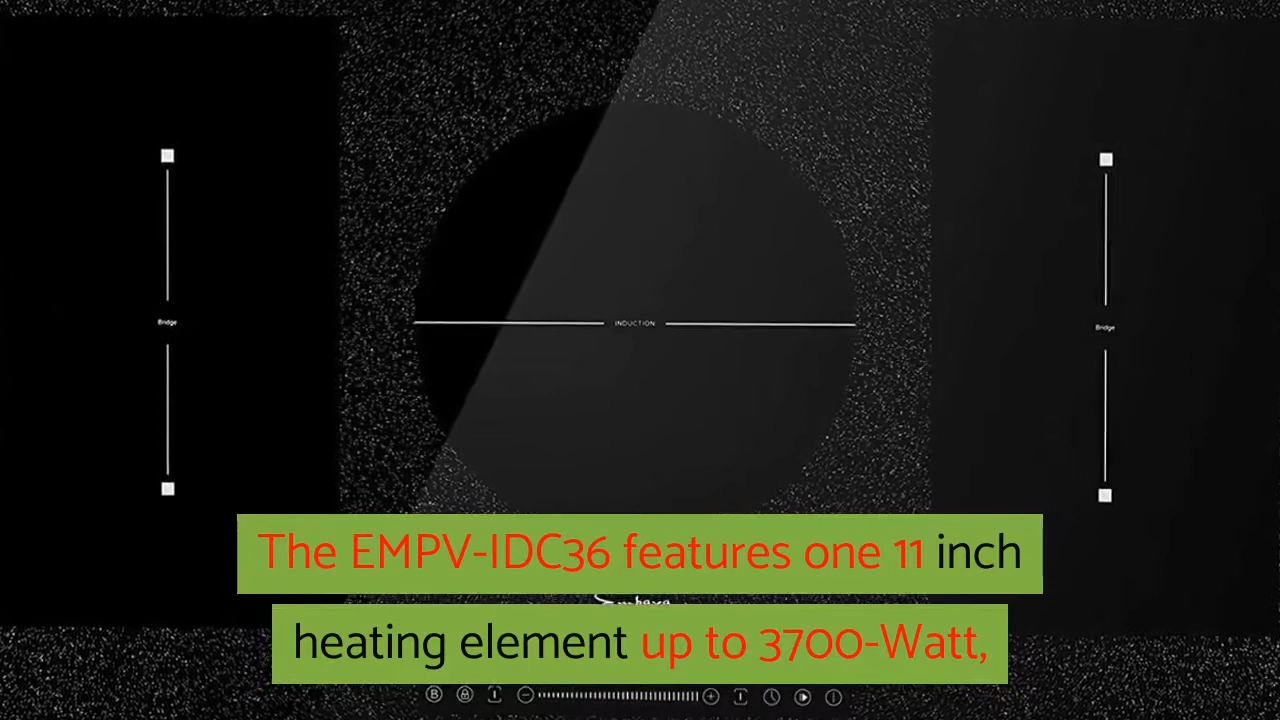 Bridge
INDUCTION
Bridge
The EMPV-IDC36 features one 11 inch
heating element up to 3700-Watt,
B